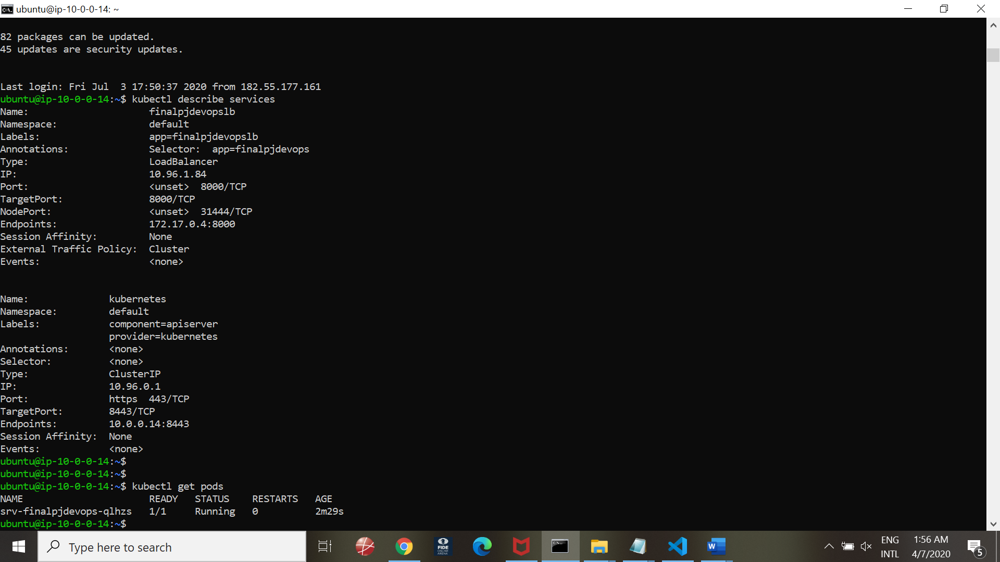 ubuntu@ip-10-0-0-14: ~
82 packages can be updated.
45 updates are security updates.
Last login: Fri Jul  3 17:50:37 2020 from 182.55.177.161
ubuntu@ip-10-0-0-14:~$ kubectl describe services
Name:                     finalpjdevopslb
Namespace:                default
Labels:                   app=finalpjdevopslb
Annotations:              Selector:  app=finalpjdevops
Type:                     LoadBalancer
IP:                       10.96.1.84
Port:                     <unset>  8000/TCP
TargetPort:               8000/TCP
NodePort:                 <unset>  31444/TCP
Endpoints:                172.17.0.4:8000
Session Affinity:         None
External Traffic Policy:  Cluster
Events:                   <none>
Name:              kubernetes
Namespace:         default
Labels:            component=apiserver
                   provider=kubernetes
Annotations:       <none>
Selector:          <none>
Type:              ClusterIP
IP:                10.96.0.1
Port:              https  443/TCP
TargetPort:        8443/TCP
Endpoints:         10.0.0.14:8443
Session Affinity:  None
Events:            <none>
ubuntu@ip-10-0-0-14:~$
ubuntu@ip-10-0-0-14:~$
ubuntu@ip-10-0-0-14:~$ kubectl get pods
NAME                      READY   STATUS    RESTARTS   AGE
srv-finalpjdevops-qlhzs   1/1     Running   0          2m29s
ubuntu@ip-10-0-0-14:~$
Type here to search
FIDE
ONLINE
ARENA
W
ENG
INTL
1:56 AM
4/7/2020
5